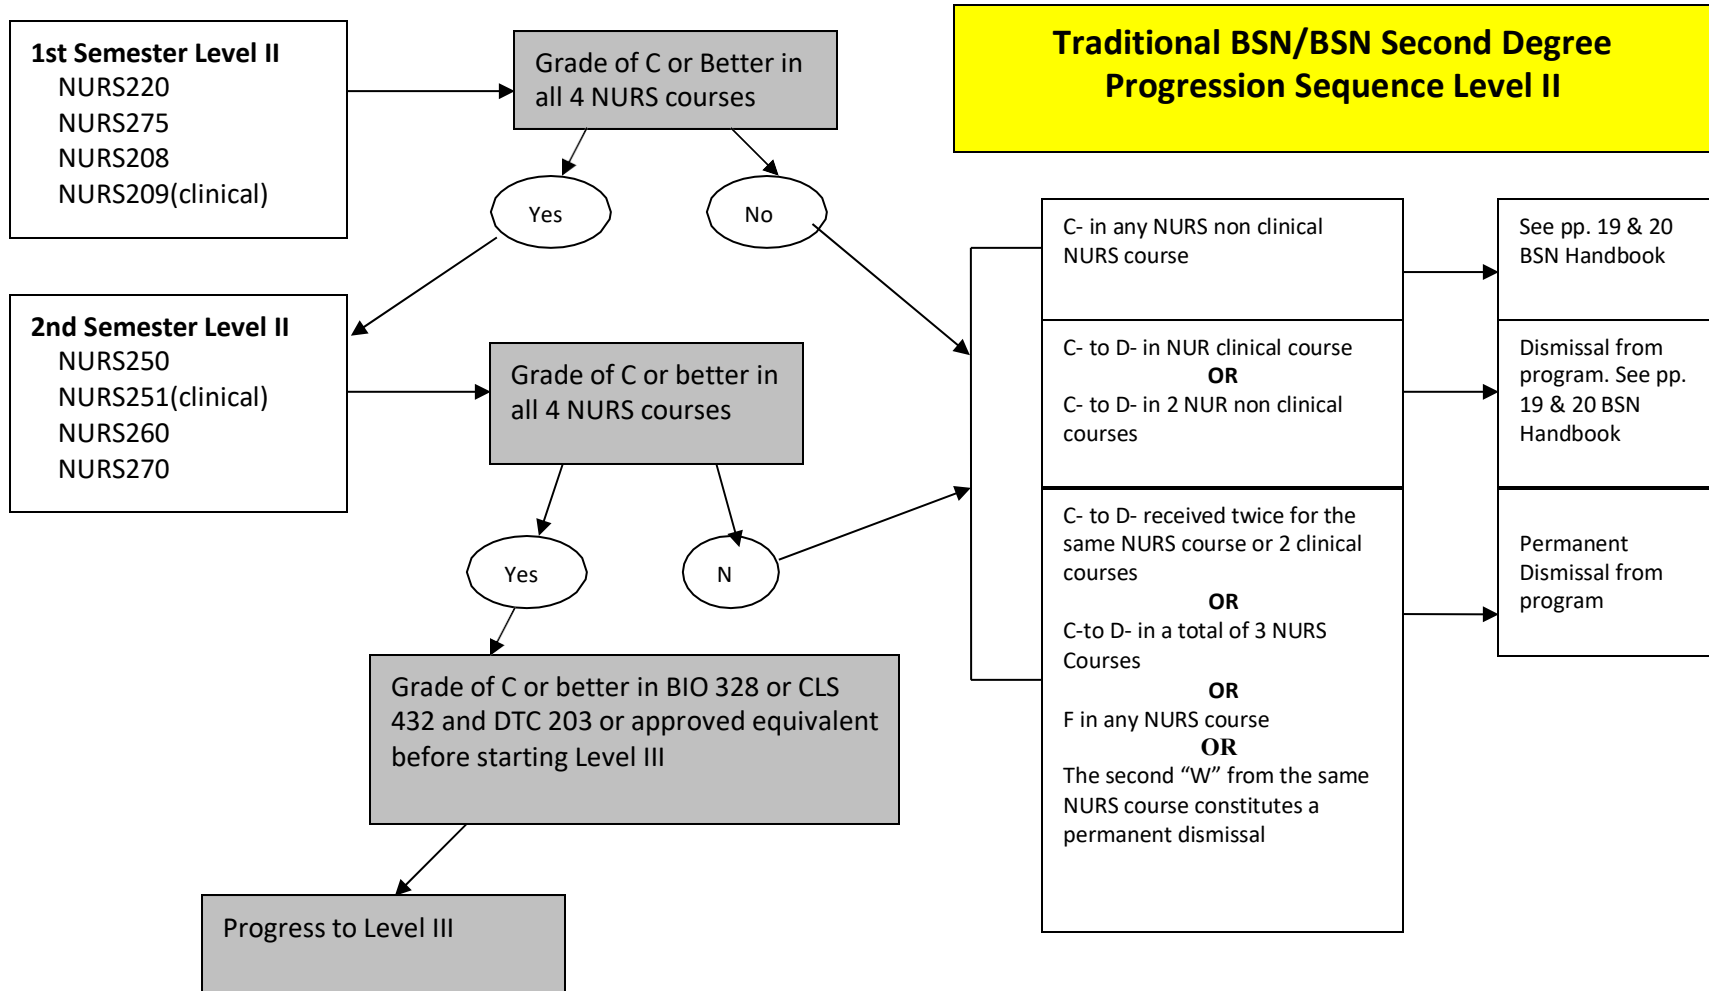 Traditional BSN/BSN Second Degree
Progression Sequence Level II
1st Semester Level II
NURS220
NURS275
NURS208
NURS209(clinical)
Grade of C or Better in
all 4 NURS courses
Yes
No
2nd Semester Level II
NURS250
NURS251(clinical)
NURS260
NURS270
Grade of C or better in
all 4 NURS courses
Yes
N
Grade of C or better in BIO 328 or CLS
432 and DTC 203 or approved equivalent
before starting Level III
Progress to Level III
C- in any NURS non clinical
NURS course
See pp. 19 & 20
BSN Handbook
C- to D- in NUR clinical course
OR
C- to D- in 2 NUR non clinical
courses
Dismissal from
program. See pp.
19 & 20 BSN
Handbook
C- to D- received twice for the
same NURS course or 2 clinical
courses
OR
C-to D- in a total of 3 NURS
Courses
OR
F in any NURS course
OR
The second “W” from the same
NURS course constitutes a
permanent dismissal
Permanent
Dismissal from
program